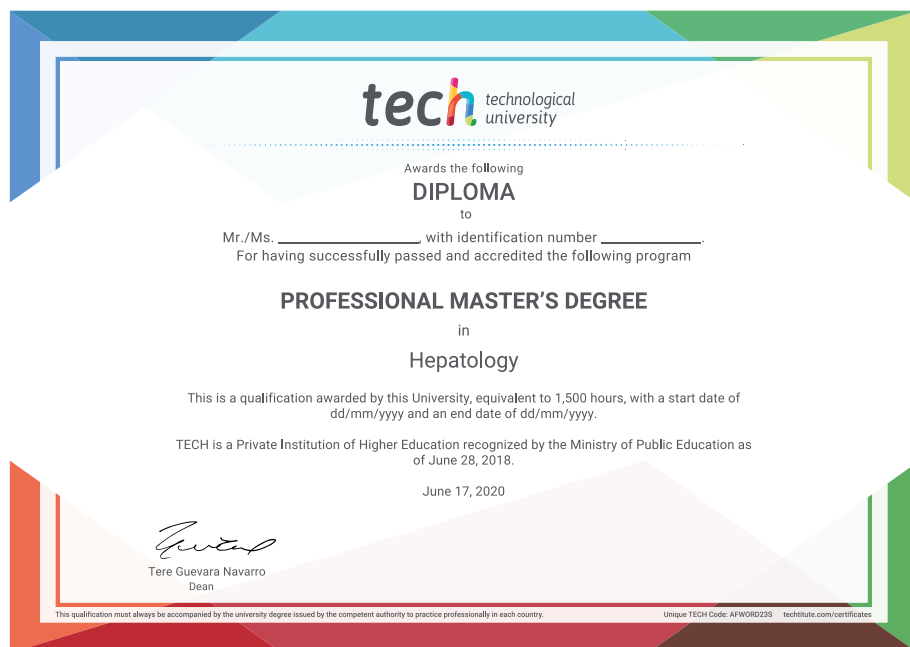 tech technological
university
Awards the following
DIPLOMA
to
Mr./Ms. ____________________, with identification number ______________.
For having successfully passed and accredited the following program
PROFESSIONAL MASTER'S DEGREE
in
Hepatology
This is a qualification awarded by this University, equivalent to 1,500 hours, with a start date of
dd/mm/yyyy and an end date of dd/mm/yyyy.
TECH is a Private Institution of Higher Education recognized by the Ministry of Public Education as
of June 28, 2018.
June 17, 2020
Tere Guevara Navarro
Dean
This qualification must always be accompanied by the university degree issued by the competent authority to practice professionally in each country.
Unique TECH Code: AFWORD23S techtitute.com/certificates